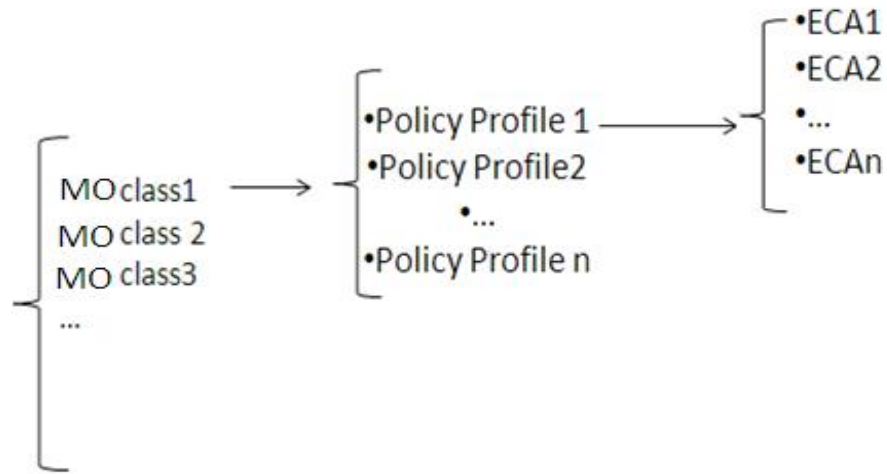 MO class1
MO class 2
MO class3
...
•Policy Profile 1
•Policy Profile2
•...
•Policy Profile n
•ECA1
•ECA2
•...
•ECAn